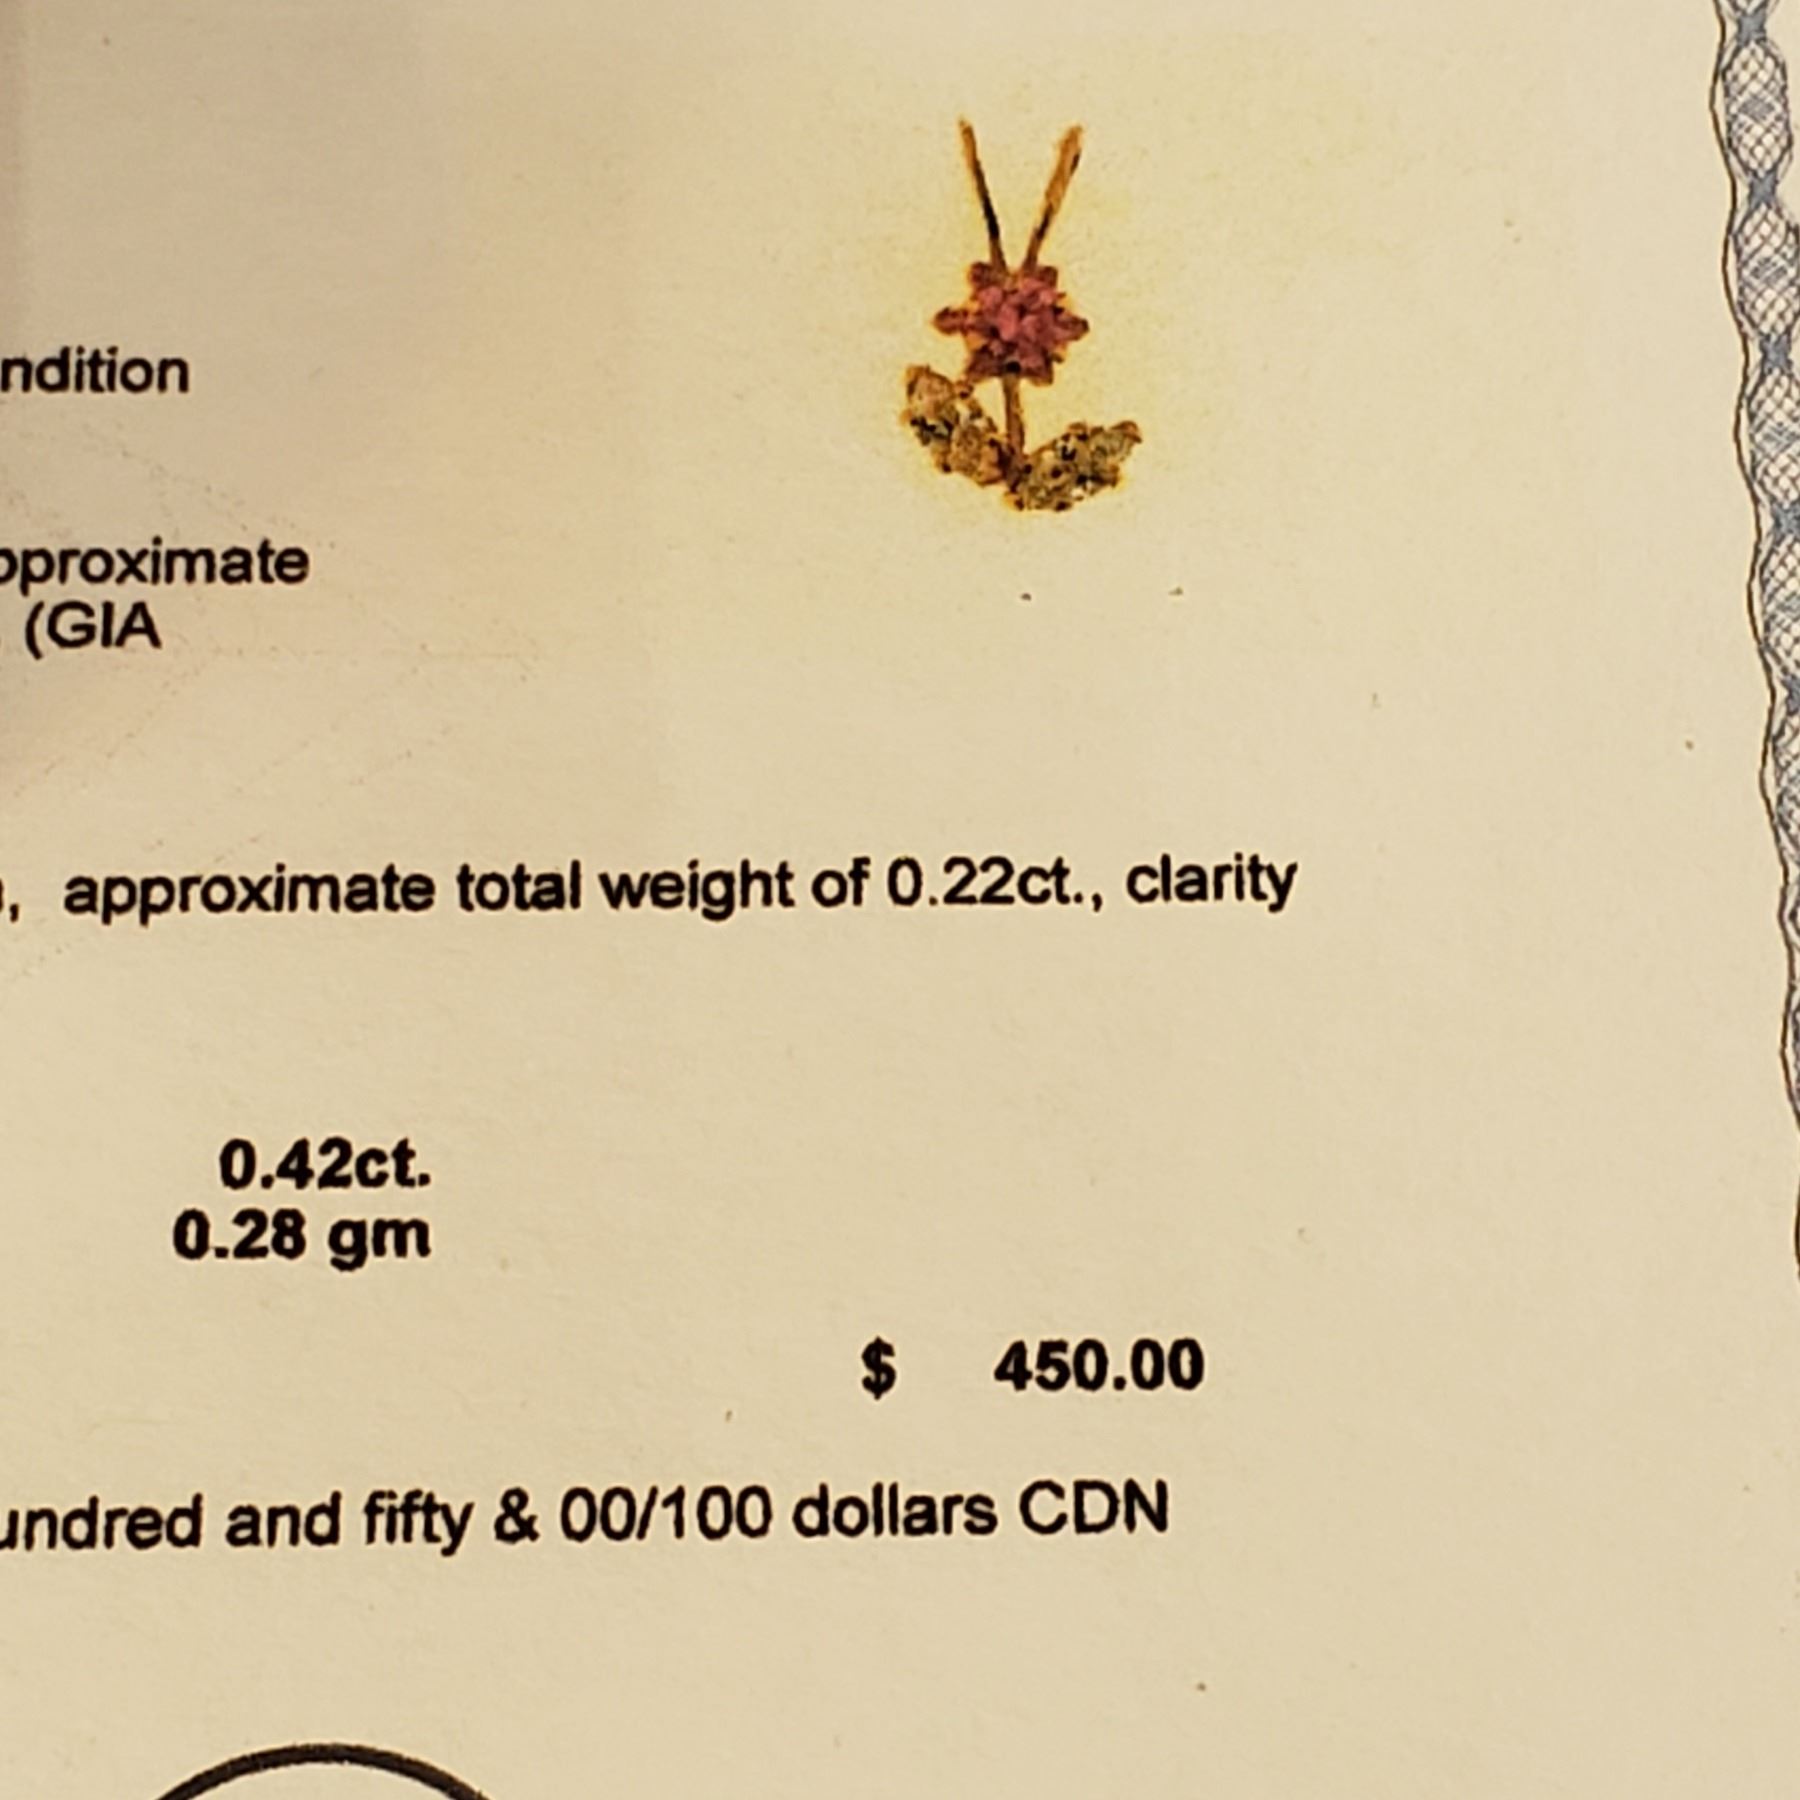 ndition
pproximate
(GIA
, approximate total weight of 0.22ct., clarity
0.42ct.
0.28 gm
$ 450.00
undred and fifty & 00/100 dollars CDN